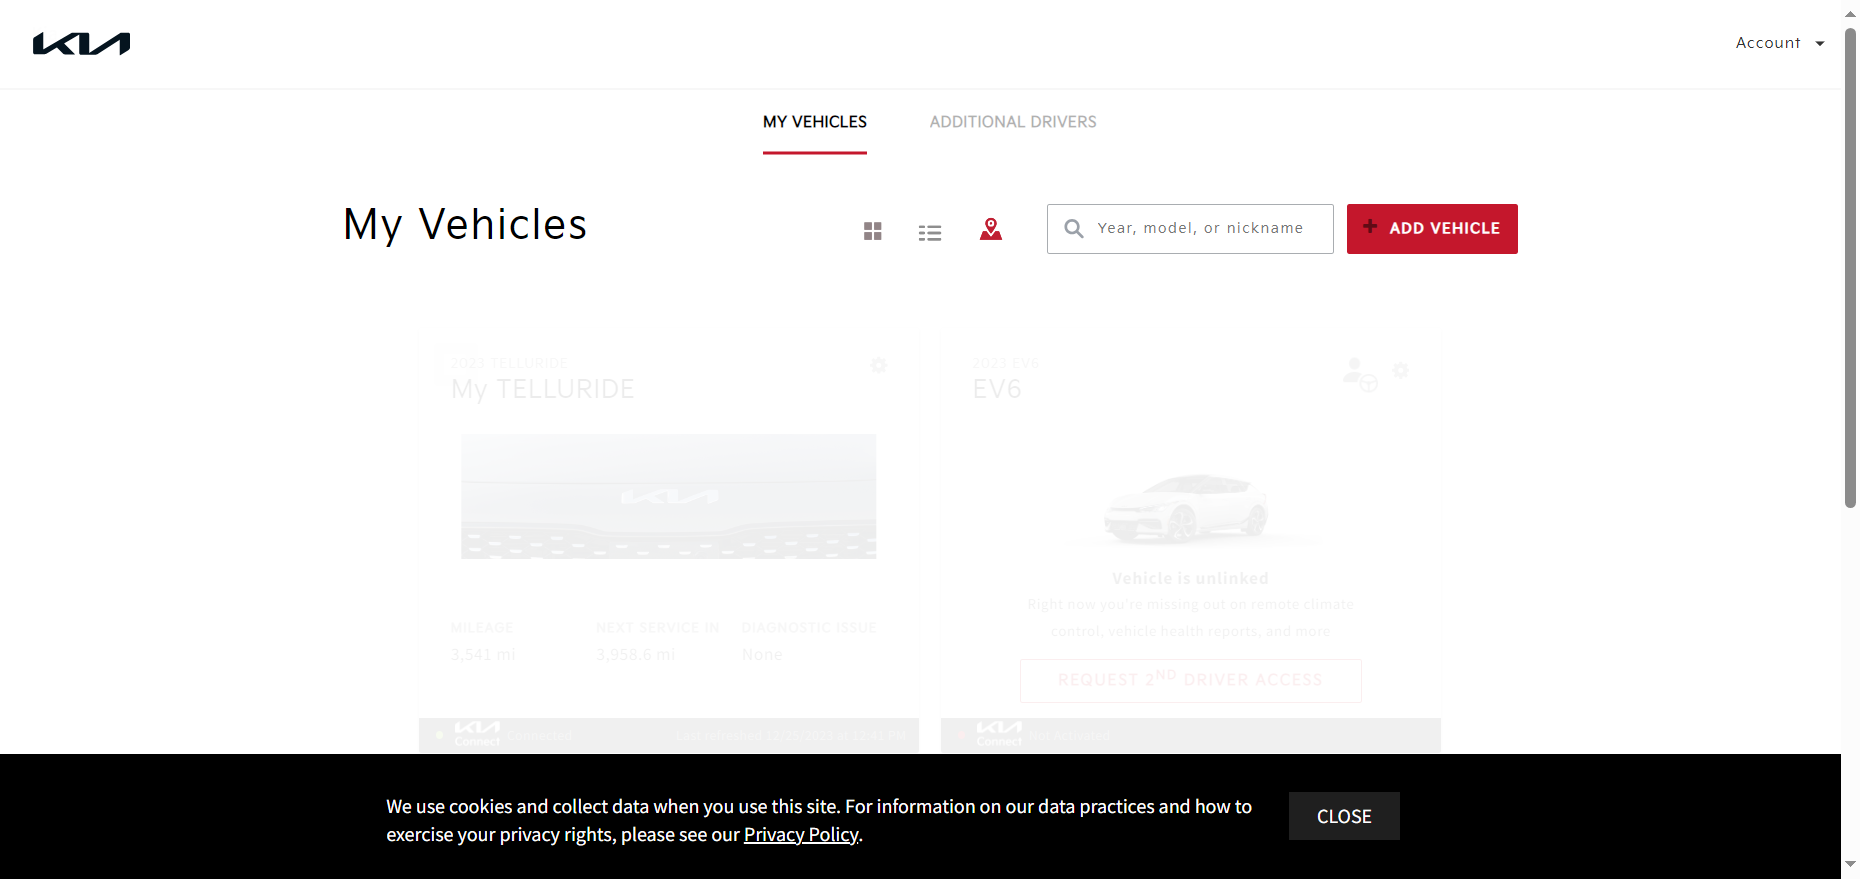 KIA
Account
MY VEHICLES
ADDITIONAL DRIVERS
My Vehicles
Year, model, or nickname
+ ADD VEHICLE
2023 TELLURIDE
My TELLURIDE
KIA
MILEAGE
NEXT SERVICE IN
DIAGNOSTIC ISSUE
3,541 mi
3,958.6 mi
None
KIA
Connect
Connected
2023 EV6
EV6
Vehicle is unlinked
Right now you're missing out on remote climate
control, vehicle health reports, and more
REQUEST 2ND DRIVER ACCESS
KIA
Connect
Not Activated
We use cookies and collect data when you use this site. For information on our data practices and how to
exercise your privacy rights, please see our Privacy Policy.
CLOSE